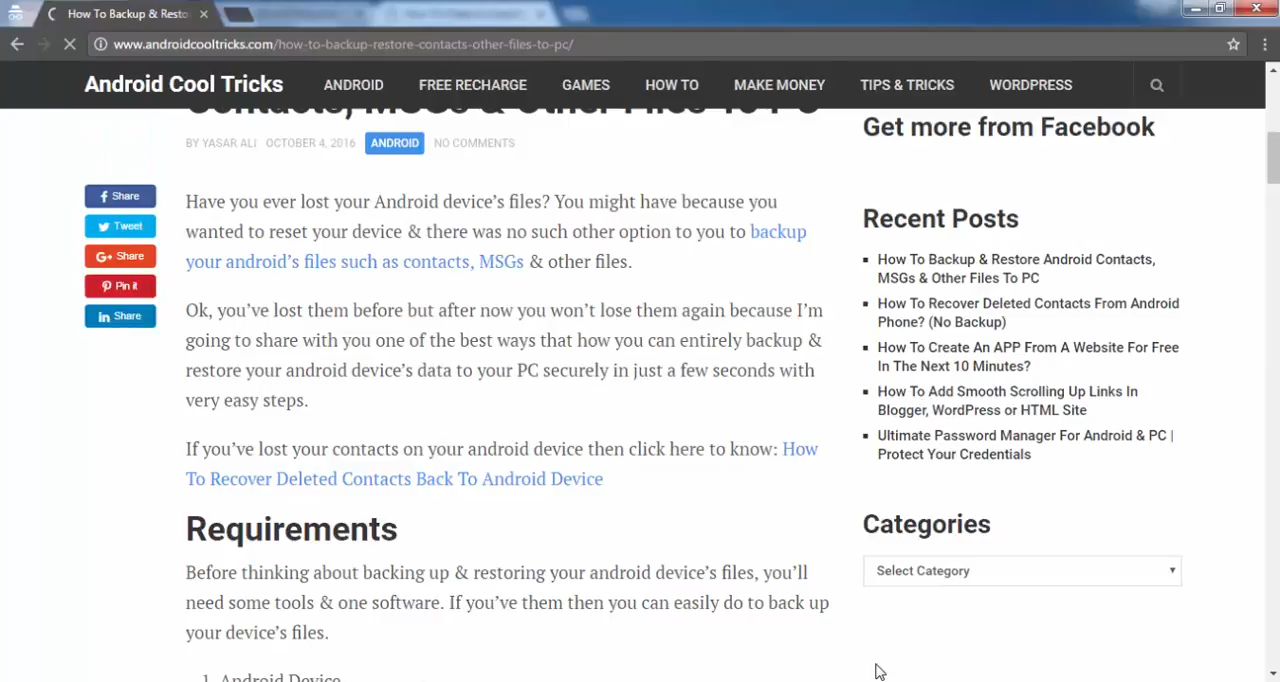 How To Backup & Resto
www.androidcooltricks.com/how-to-backup-restore-contacts-other-files-to-pc/
Android Cool Tricks
ANDROID
FREE RECHARGE
GAMES
HOW TO
MAKE MONEY
TIPS & TRICKS
WORDPRESS
Contacts, MSGs & Other Files To PC
BY YASAR ALI OCTOBER 4, 2016 ANDROID NO COMMENTS
Share
Tweet
G+ Share
Pin it
in Share
Have you ever lost your Android device’s files? You might have because you
wanted to reset your device & there was no such other option to you to backup
your android’s files such as contacts, MSGs & other files.
Ok, you’ve lost them before but after now you won’t lose them again because I’m
going to share with you one of the best ways that how you can entirely backup &
restore your android device’s data to your PC securely in just a few seconds with
very easy steps.
If you’ve lost your contacts on your android device then click here to know: How
To Recover Deleted Contacts Back To Android Device
Requirements
Before thinking about backing up & restoring your android device’s files, you’ll
need some tools & one software. If you’ve them then you can easily do to back up
your device’s files.
1. Android Device
Get more from Facebook
Recent Posts
How To Backup & Restore Android Contacts,
MSGs & Other Files To PC
How To Recover Deleted Contacts From Android
Phone? (No Backup)
How To Create An APP From A Website For Free
In The Next 10 Minutes?
How To Add Smooth Scrolling Up Links In
Blogger, WordPress or HTML Site
Ultimate Password Manager For Android & PC |
Protect Your Credentials
Categories
Select Category